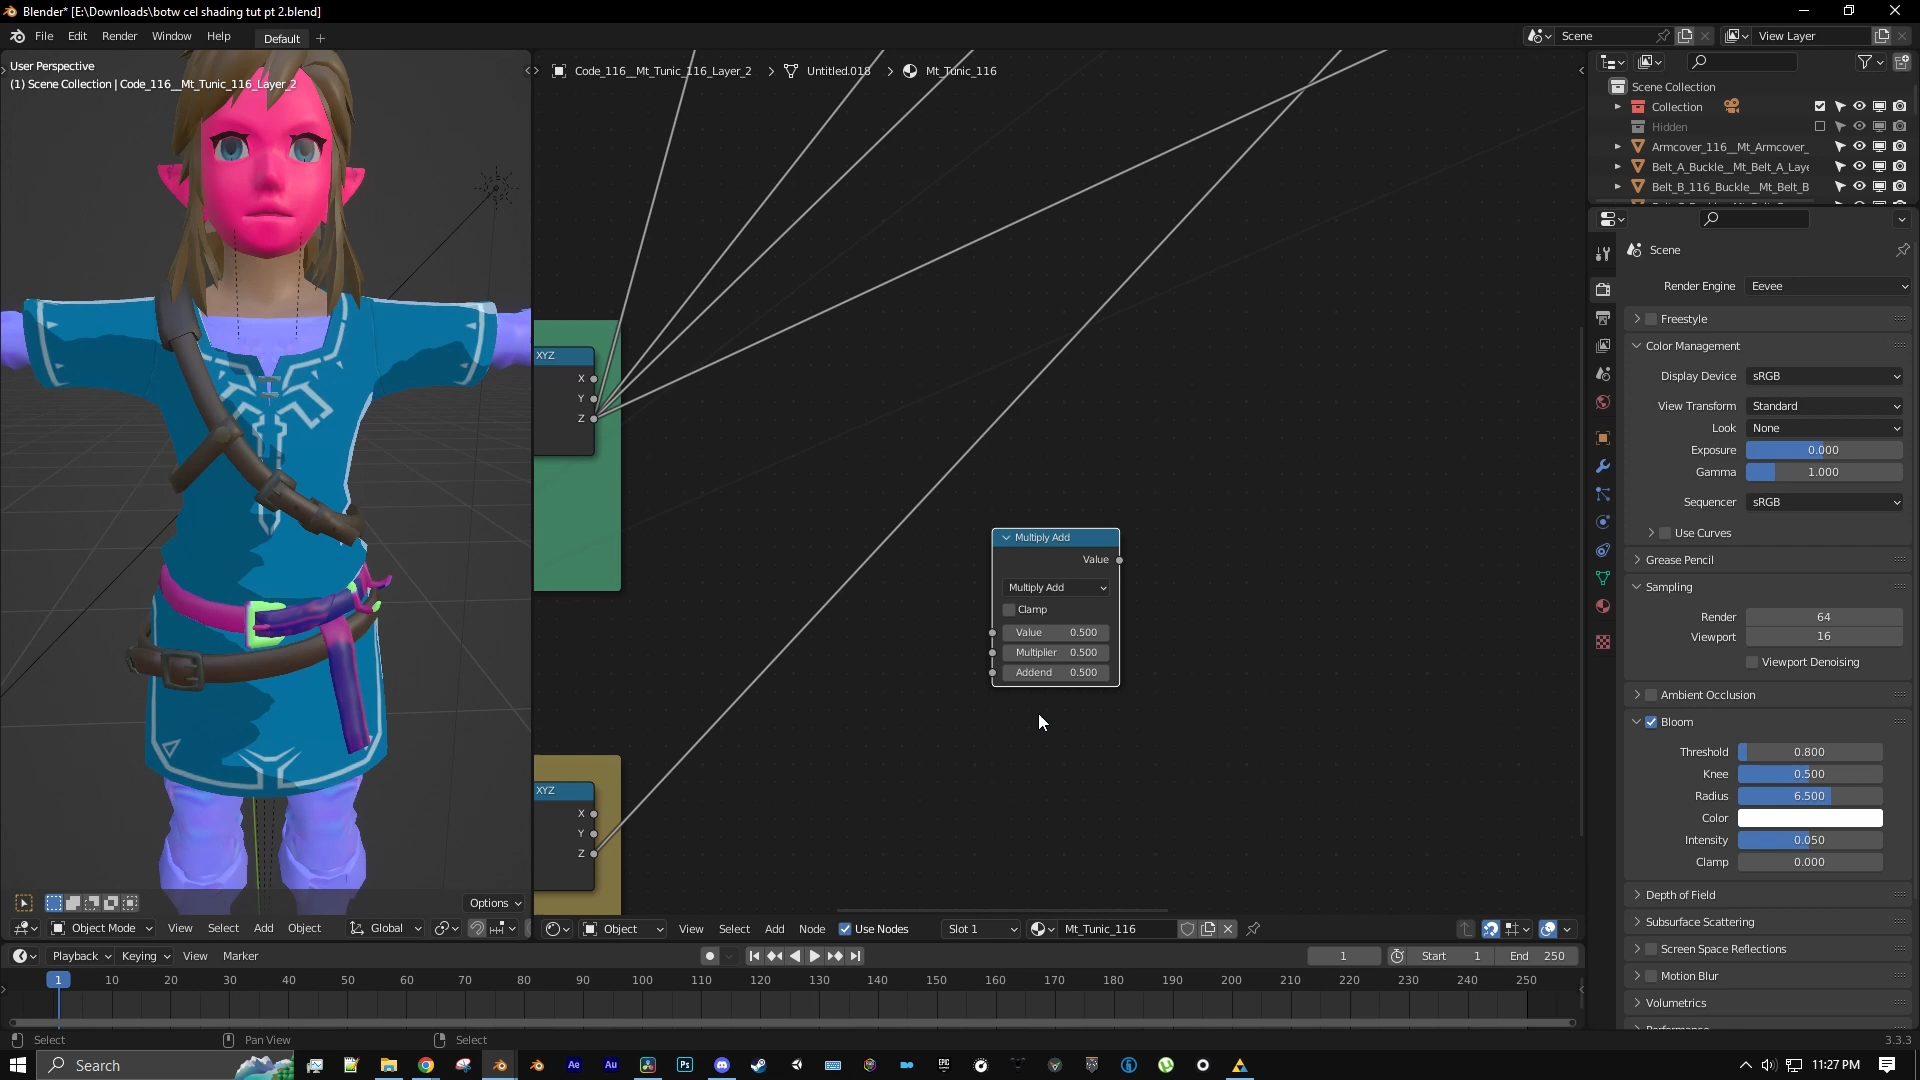 Blender* [E:\Downloads\botw cel shading tut pt 2.blend]
File Edit Render Window Help Default Scene View Layer
User Perspective
(1) Scene Collection | Code_116__Mt_Tunic_116_Layer_2
Code_116__Mt_Tunic_116_Layer_2 Untitled.018 Mt_Tunic_116
Scene Collection
Collection
Hidden
Armcover_116__Mt_Armcover_
Belt_A_Buckle__Mt_Belt_A_Laye
Belt_B_116_Buckle__Mt_Belt_B
Scene
Render Engine Eevee
Freestyle
Color Management
Display Device sRGB
View Transform Standard
Look None
Exposure 0.000
Gamma 1.000
Sequencer sRGB
Use Curves
Grease Pencil
Sampling
Render 64
Viewport 16
Viewport Denoising
Ambient Occlusion
Bloom
Threshold 0.800
Knee 0.500
Radius 6.500
Color
Intensity 0.050
Clamp 0.000
Depth of Field
Subsurface Scattering
Screen Space Reflections
Motion Blur
Volumetrics
XYZ
X
Y
Z
Multiply Add
Value
Multiply Add
Clamp
Value 0.500
Multiplier 0.500
Addend 0.500
XYZ
X
Y
Z
Options
Object Mode View Select Add Object Global
Object View Select Add Node Use Nodes Slot 1 Mt_Tunic_116
Playback Keying View Marker 1 Start 1 End 250
1 10 20 30 40 50 60 70 80 90 100 110 120 130 140 150 160 170 180 190 200 210 220 230 240 250
Select Pan View Select 3.3.3
Search Ae Au Ps EPIC 11:27 PM